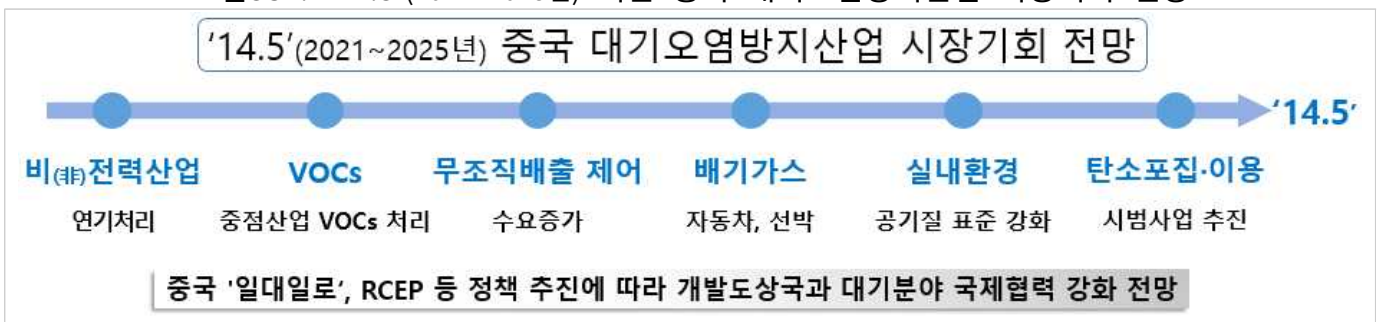 '14.5'(2021~2025년) 중국 대기오염방지산업 시장기회 전망
'14.5'
비(非)전력산업 VOCs 무조직배출 제어 배기가스 실내환경 탄소포집·이용
연기처리 중점산업 VOCs 처리 수요증가 자동차, 선박 공기질 표준 강화 시범사업 추진
중국 '일대일로', RCEP 등 정책 추진에 따라 개발도상국과 대기분야 국제협력 강화 전망